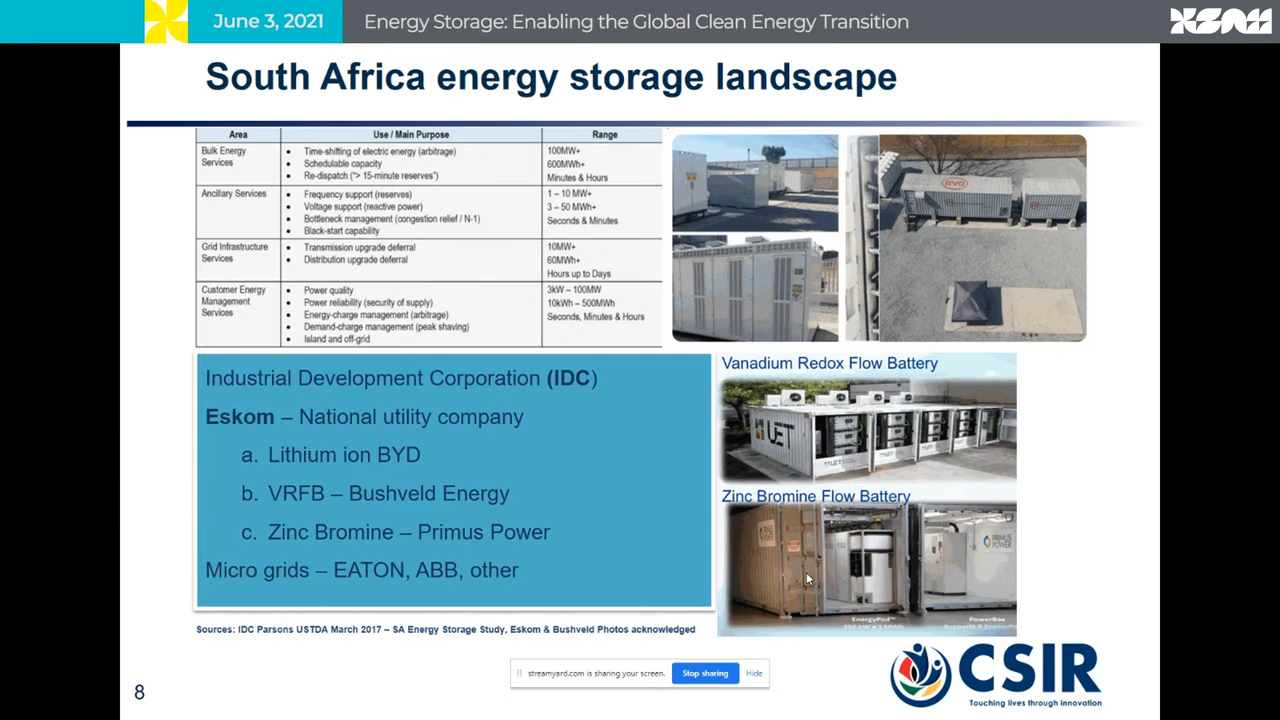 June 3, 2021
Energy Storage: Enabling the Global Clean Energy Transition
South Africa energy storage landscape
Area Use / Main Purpose Range
Bulk Energy Services
• Time-shifting of electric energy (arbitrage)
• Schedulable capacity
• Re-dispatch ("> 15-minute reserves")
100MW+
600MWh+
Minutes & Hours
Ancillary Services
• Frequency support (reserves)
• Voltage support (reactive power)
• Bottleneck management (congestion relief / N-1)
• Black-start capability
1 – 10 MW+
3 – 50 MWh+
Seconds & Minutes
Grid Infrastructure
Services
• Transmission upgrade deferral
• Distribution upgrade deferral
10MW+
60MWh+
Hours up to Days
Customer Energy
Management
Services
• Power quality
• Power reliability (security of supply)
• Energy-charge management (arbitrage)
• Demand-charge management (peak shaving)
• Island and off-grid
3kW – 100MW
10kWh – 500MWh
Seconds, Minutes & Hours
BYD
Industrial Development Corporation (IDC)
Eskom – National utility company
a. Lithium ion BYD
b. VRFB – Bushveld Energy
c. Zinc Bromine – Primus Power
Micro grids – EATON, ABB, other
Vanadium Redox Flow Battery
UET
UET
UET
Zinc Bromine Flow Battery
PRIMUS
POWER
EnergyPod
PowerBox
Sources: IDC Parsons USTDA March 2017 – SA Energy Storage Study, Eskom & Bushveld Photos acknowledged
streamyard.com is sharing your screen.
Stop sharing
Hide
8
CSIR
Touching lives through innovation